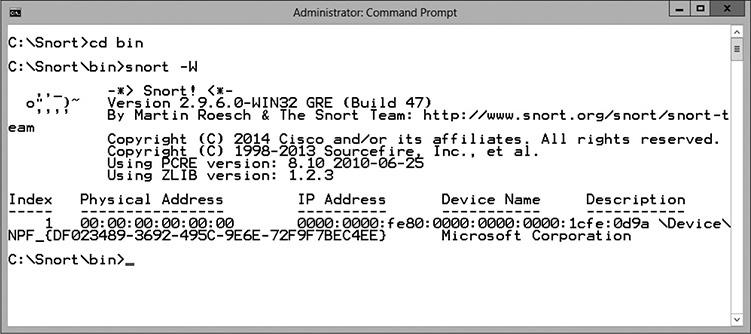 Administrator: Command Prompt
C:\Snort>cd bin
C:\Snort\bin>snort -W
   ,,_     -*> Snort! <*-
  o"  )~   Version 2.9.6.0-WIN32 GRE (Build 47)
   ''''    By Martin Roesch & The Snort Team: http://www.snort.org/snort/snort-t
eam
           Copyright (C) 2014 Cisco and/or its affiliates. All rights reserved.
           Copyright (C) 1998-2013 Sourcefire, Inc., et al.
           Using PCRE version: 8.10 2010-06-25
           Using ZLIB version: 1.2.3
Index   Physical Address        IP Address      Device Name     Description
-----   ----------------        ----------      -----------     -----------
    1   00:00:00:00:00:00       0000:0000:fe80:0000:0000:0000:1cfe:0d9a \Device\
NPF_{DF023489-3692-495C-9E6E-72F9F7BEC4EE}      Microsoft Corporation
C:\Snort\bin>_